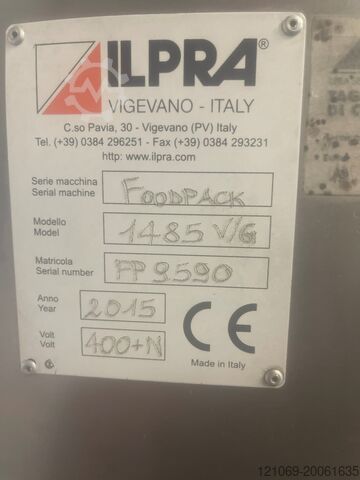 ILPRA®
VIGEVANO - ITALY
C.so Pavia, 30 - Vigevano (PV) Italy
Tel. (+39) 0384 296251 - Fax (+39) 0384 293231
http: www.ilpra.com
Serie macchina
Serial machine
FOODPACK
Modello
Model
1485 V/G
Matricola
Serial number
FP 9590
Anno
Year
2015
Volt
Volt
400+N
CE
Made in Italy
121069-20061635